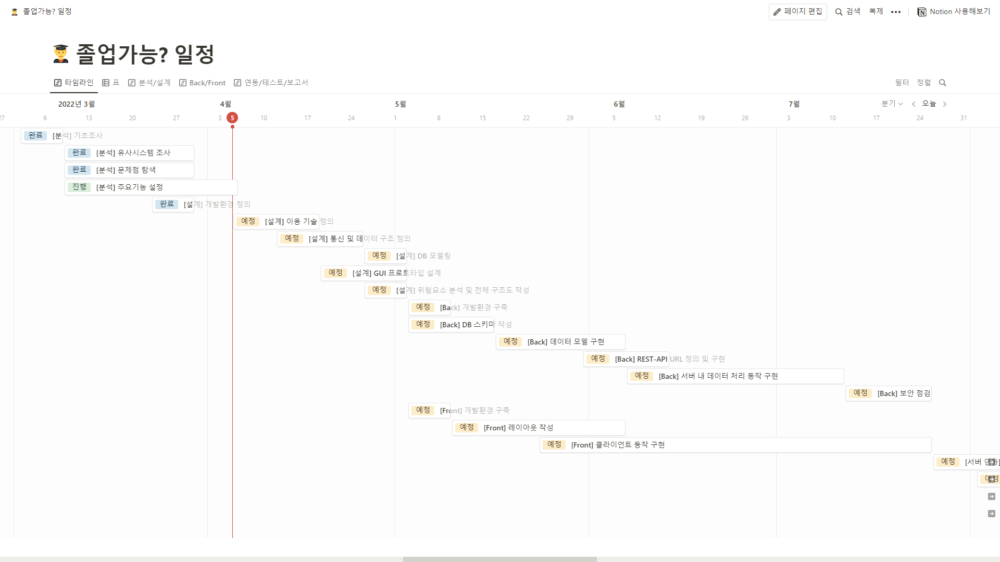 졸업가능? 일정
페이지 편집 검색 복제 Notion 사용해보기
졸업가능? 일정
타임라인 표 분석/설계 Back/Front 연동/테스트/보고서
필터 정렬
2022년 3월 4월 5월 6월 7월 분기 오늘
27 6 13 20 27 3 5 10 17 24 1 8 15 22 29 5 12 19 26 3 10 17 24 31
완료 [분석] 기초조사
완료 [분석] 유사시스템 조사
완료 [분석] 문제점 탐색
진행 [분석] 주요기능 설정
완료 [설계] 개발환경 정의
예정 [설계] 이용 기술 정의
예정 [설계] 통신 및 데이터 구조 정의
예정 [설계] DB 모델링
예정 [설계] GUI 프로토타입 설계
예정 [설계] 위험요소 분석 및 전체 구조도 작성
예정 [Back] 개발환경 구축
예정 [Back] DB 스키마 작성
예정 [Back] 데이터 모델 구현
예정 [Back] REST-API URL 정의 및 구현
예정 [Back] 서버 내 데이터 처리 동작 구현
예정 [Back] 보안 점검
예정 [Front] 개발환경 구축
예정 [Front] 레이아웃 작성
예정 [Front] 클라이언트 동작 구현
예정 [서버 연동]
예정